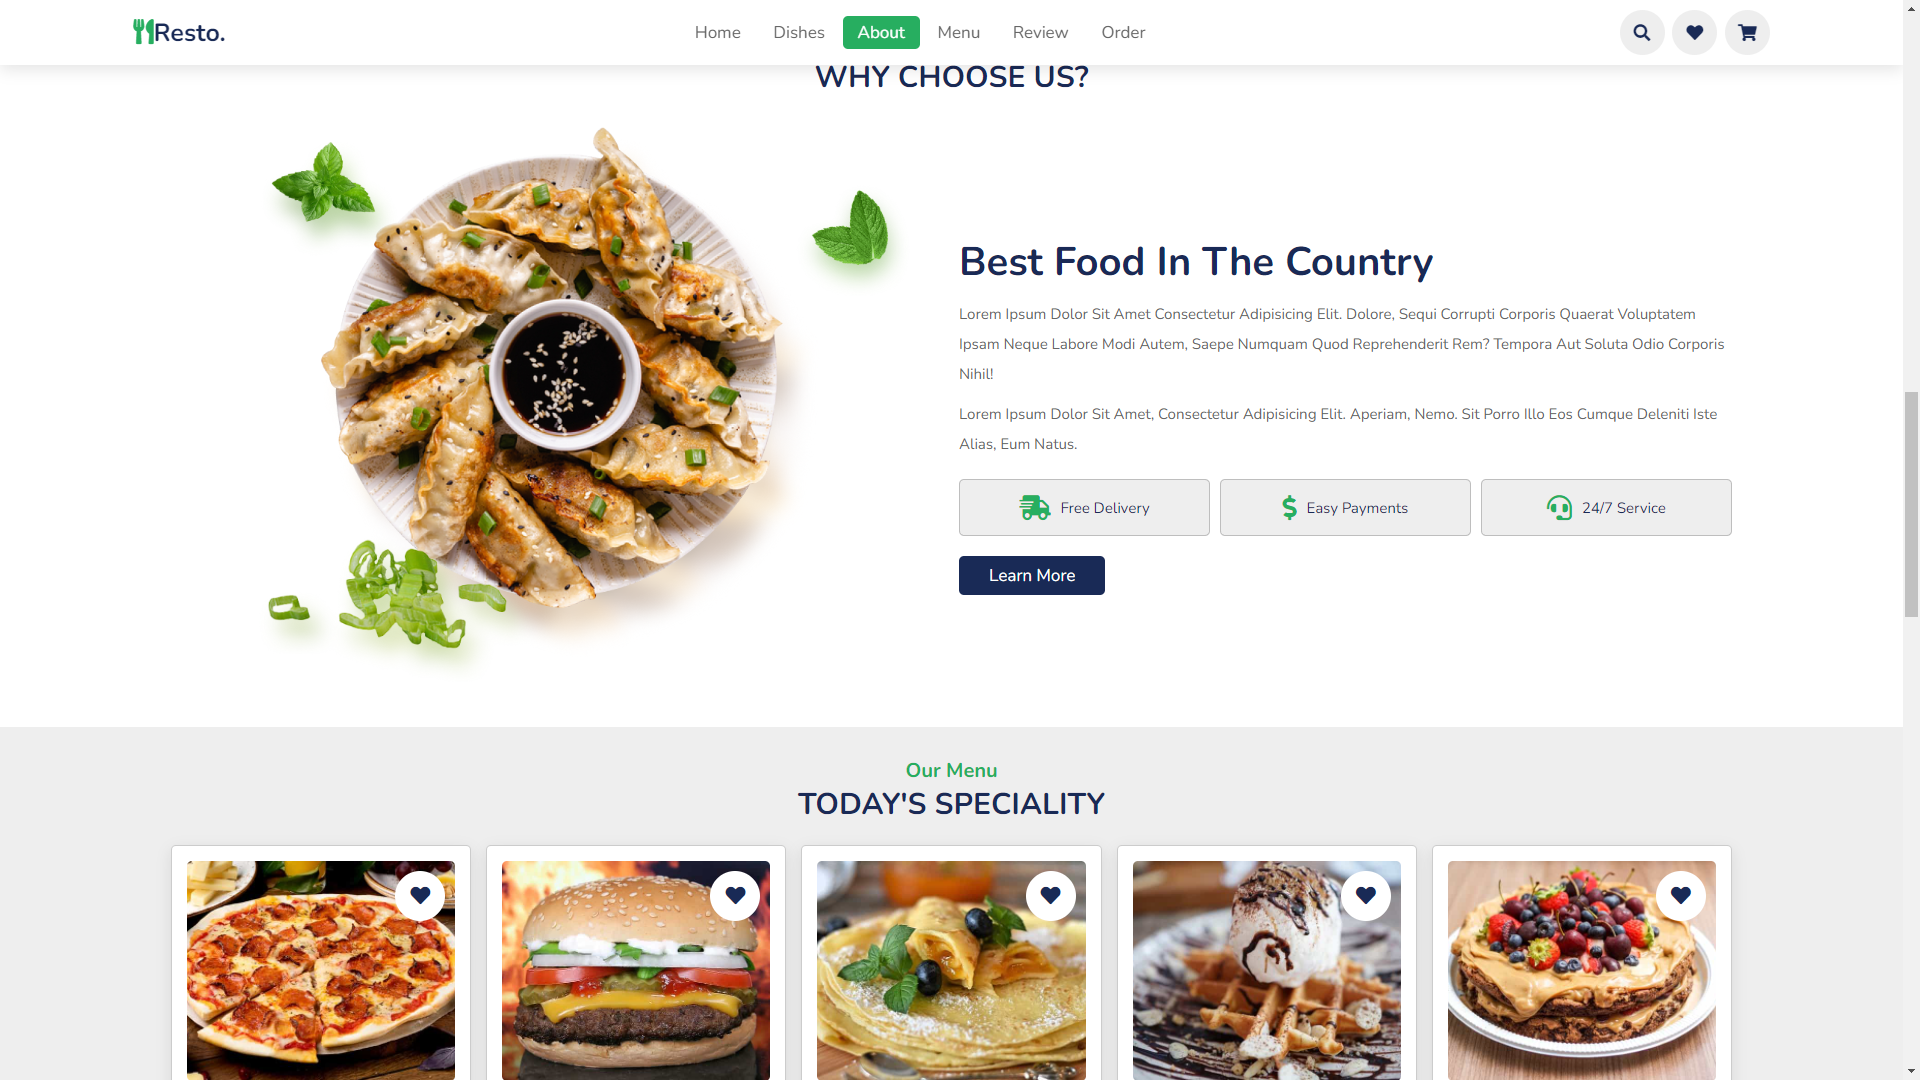 Resto.
Home
Dishes
About
Menu
Review
Order
WHY CHOOSE US?
Best Food In The Country
Lorem Ipsum Dolor Sit Amet Consectetur Adipisicing Elit. Dolore, Sequi Corrupti Corporis Quaerat Voluptatem
Ipsam Neque Labore Modi Autem, Saepe Numquam Quod Reprehenderit Rem? Tempora Aut Soluta Odio Corporis
Nihil!
Lorem Ipsum Dolor Sit Amet, Consectetur Adipisicing Elit. Aperiam, Nemo. Sit Porro Illo Eos Cumque Deleniti Iste
Alias, Eum Natus.
Free Delivery
Easy Payments
24/7 Service
Learn More
Our Menu
TODAY'S SPECIALITY